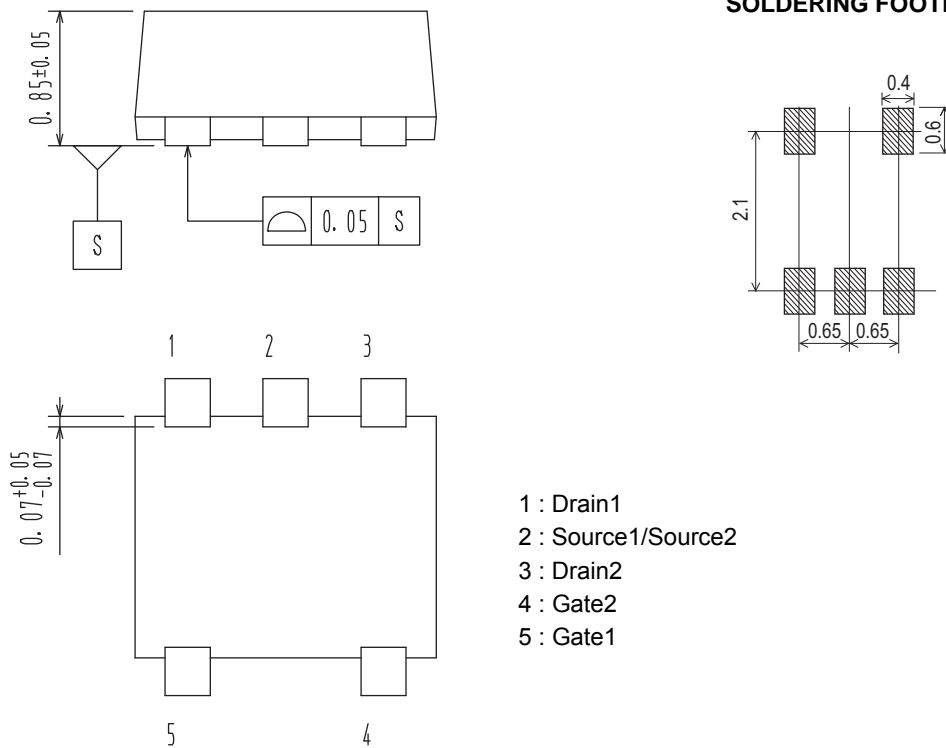 SOLDERING FOOT
0.85±0.05
S
0.05 S
0.4
0.6
2.1
0.65 0.65
1 2 3
0.07+0.05
-0.07
1 : Drain1
2 : Source1/Source2
3 : Drain2
4 : Gate2
5 : Gate1
5 4